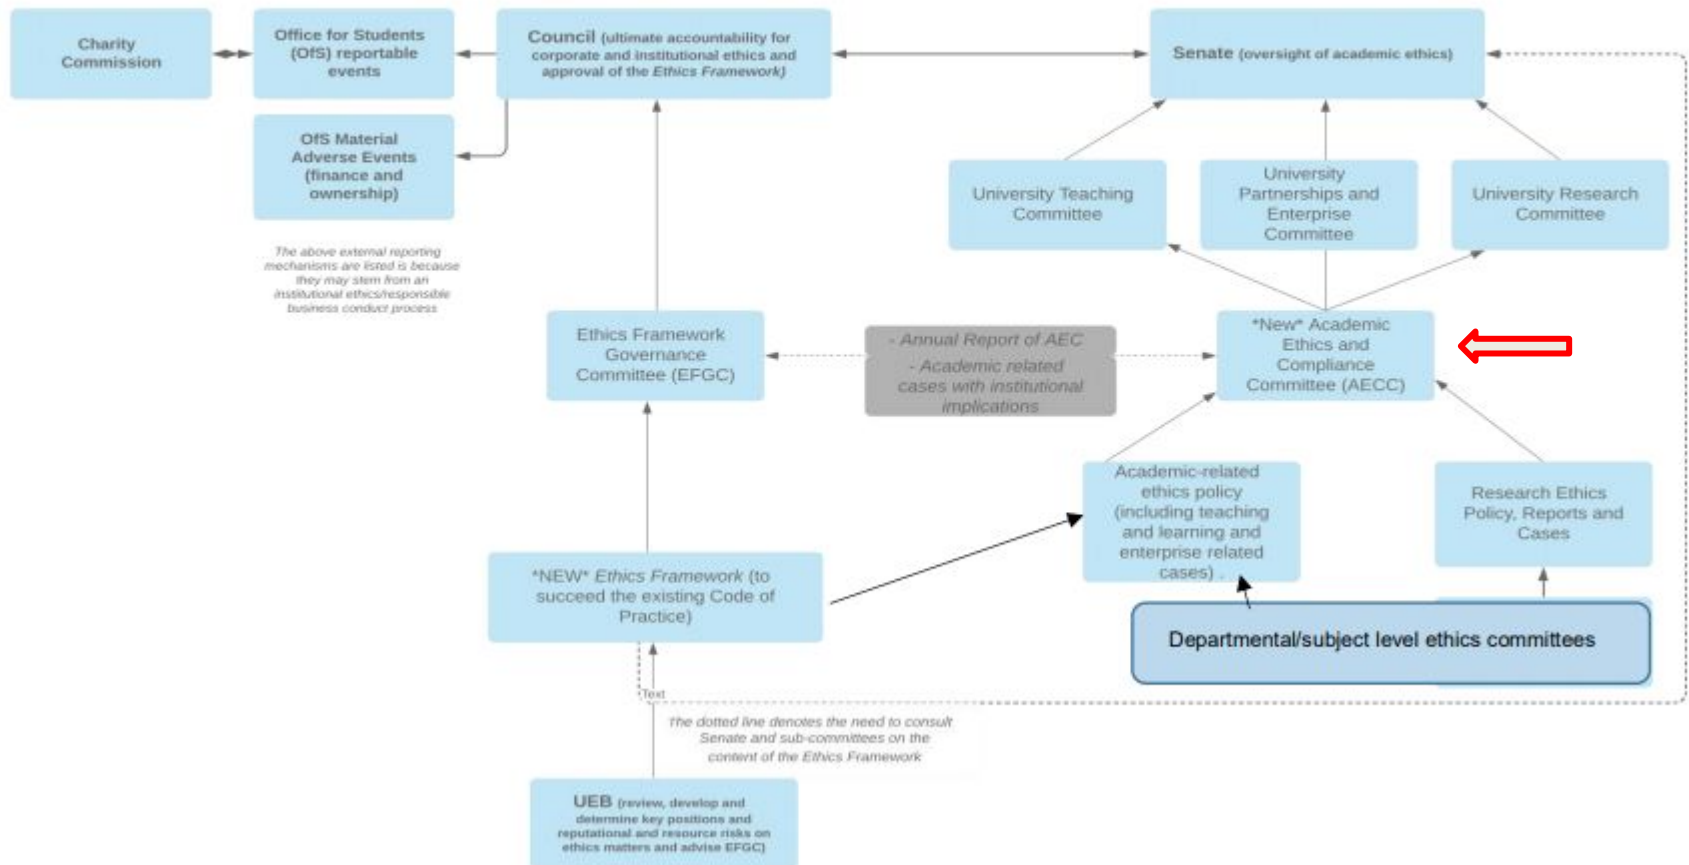 Charity
Commission
Office for Students
(OfS) reportable
events
Council (ultimate accountability for
corporate and institutional ethics and
approval of the Ethics Framework)
Senate (oversight of academic ethics)
OfS Material
Adverse Events
(finance and
ownership)
The above external reporting
mechanisms are listed is because
they may stem from an
institutional ethics/responsible
business conduct process
University Teaching
Committee
University
Partnerships and
Enterprise
Committee
University Research
Committee
Ethics Framework
Governance
Committee (EFGC)
- Annual Report of AEC
- Academic related
cases with institutional
implications
*New* Academic
Ethics and
Compliance
Committee (AECC)
Academic-related
ethics policy
(including teaching
and learning and
enterprise related
cases) .
Research Ethics
Policy, Reports and
Cases
*NEW* Ethics Framework (to
succeed the existing Code of
Practice)
Departmental/subject level ethics committees
Text
The dotted line denotes the need to consult
Senate and sub-committees on the
content of the Ethics Framework
UEB (review, develop and
determine key positions and
reputational and resource risks on
ethics matters and advise EFGC)